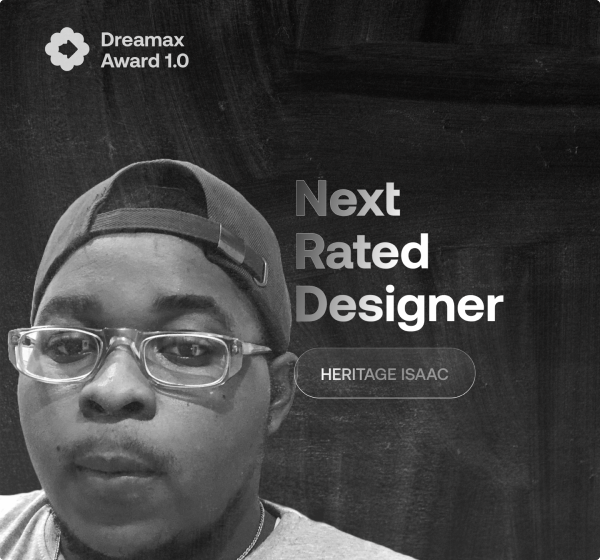 Dreamax
Award 1.0
Next
Rated
Designer
HERITAGE ISAAC